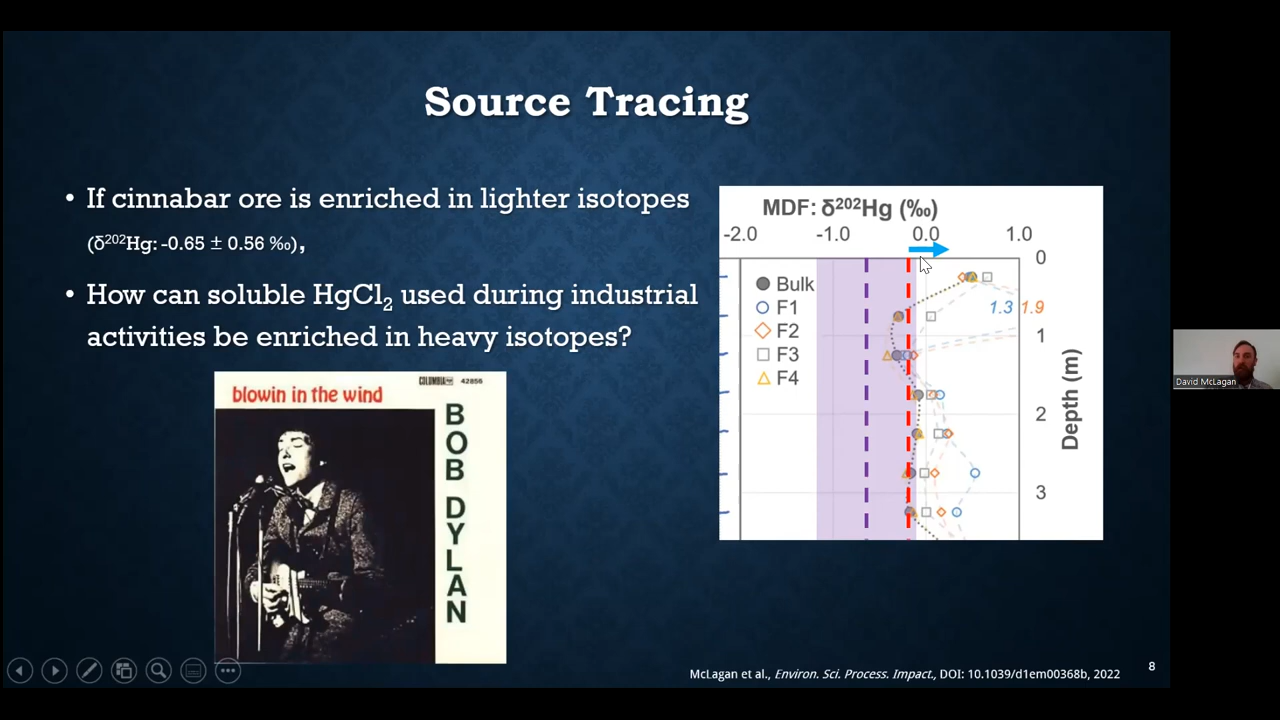 Source Tracing
• If cinnabar ore is enriched in lighter isotopes
(δ²⁰²Hg: -0.65 ± 0.56 ‰),
• How can soluble HgCl₂ used during industrial
activities be enriched in heavy isotopes?
blowin in the wind
COLUMBIA 42856
BOB DYLAN
MDF: δ²⁰²Hg (‰)
-2.0 -1.0 0.0 1.0
0
Bulk
F1
1.3 1.9
F2
1
F3
F4
2
3
Depth (m)
David McLagan
McLagan et al., Environ. Sci. Process. Impact., DOI: 10.1039/d1em00368b, 2022
8